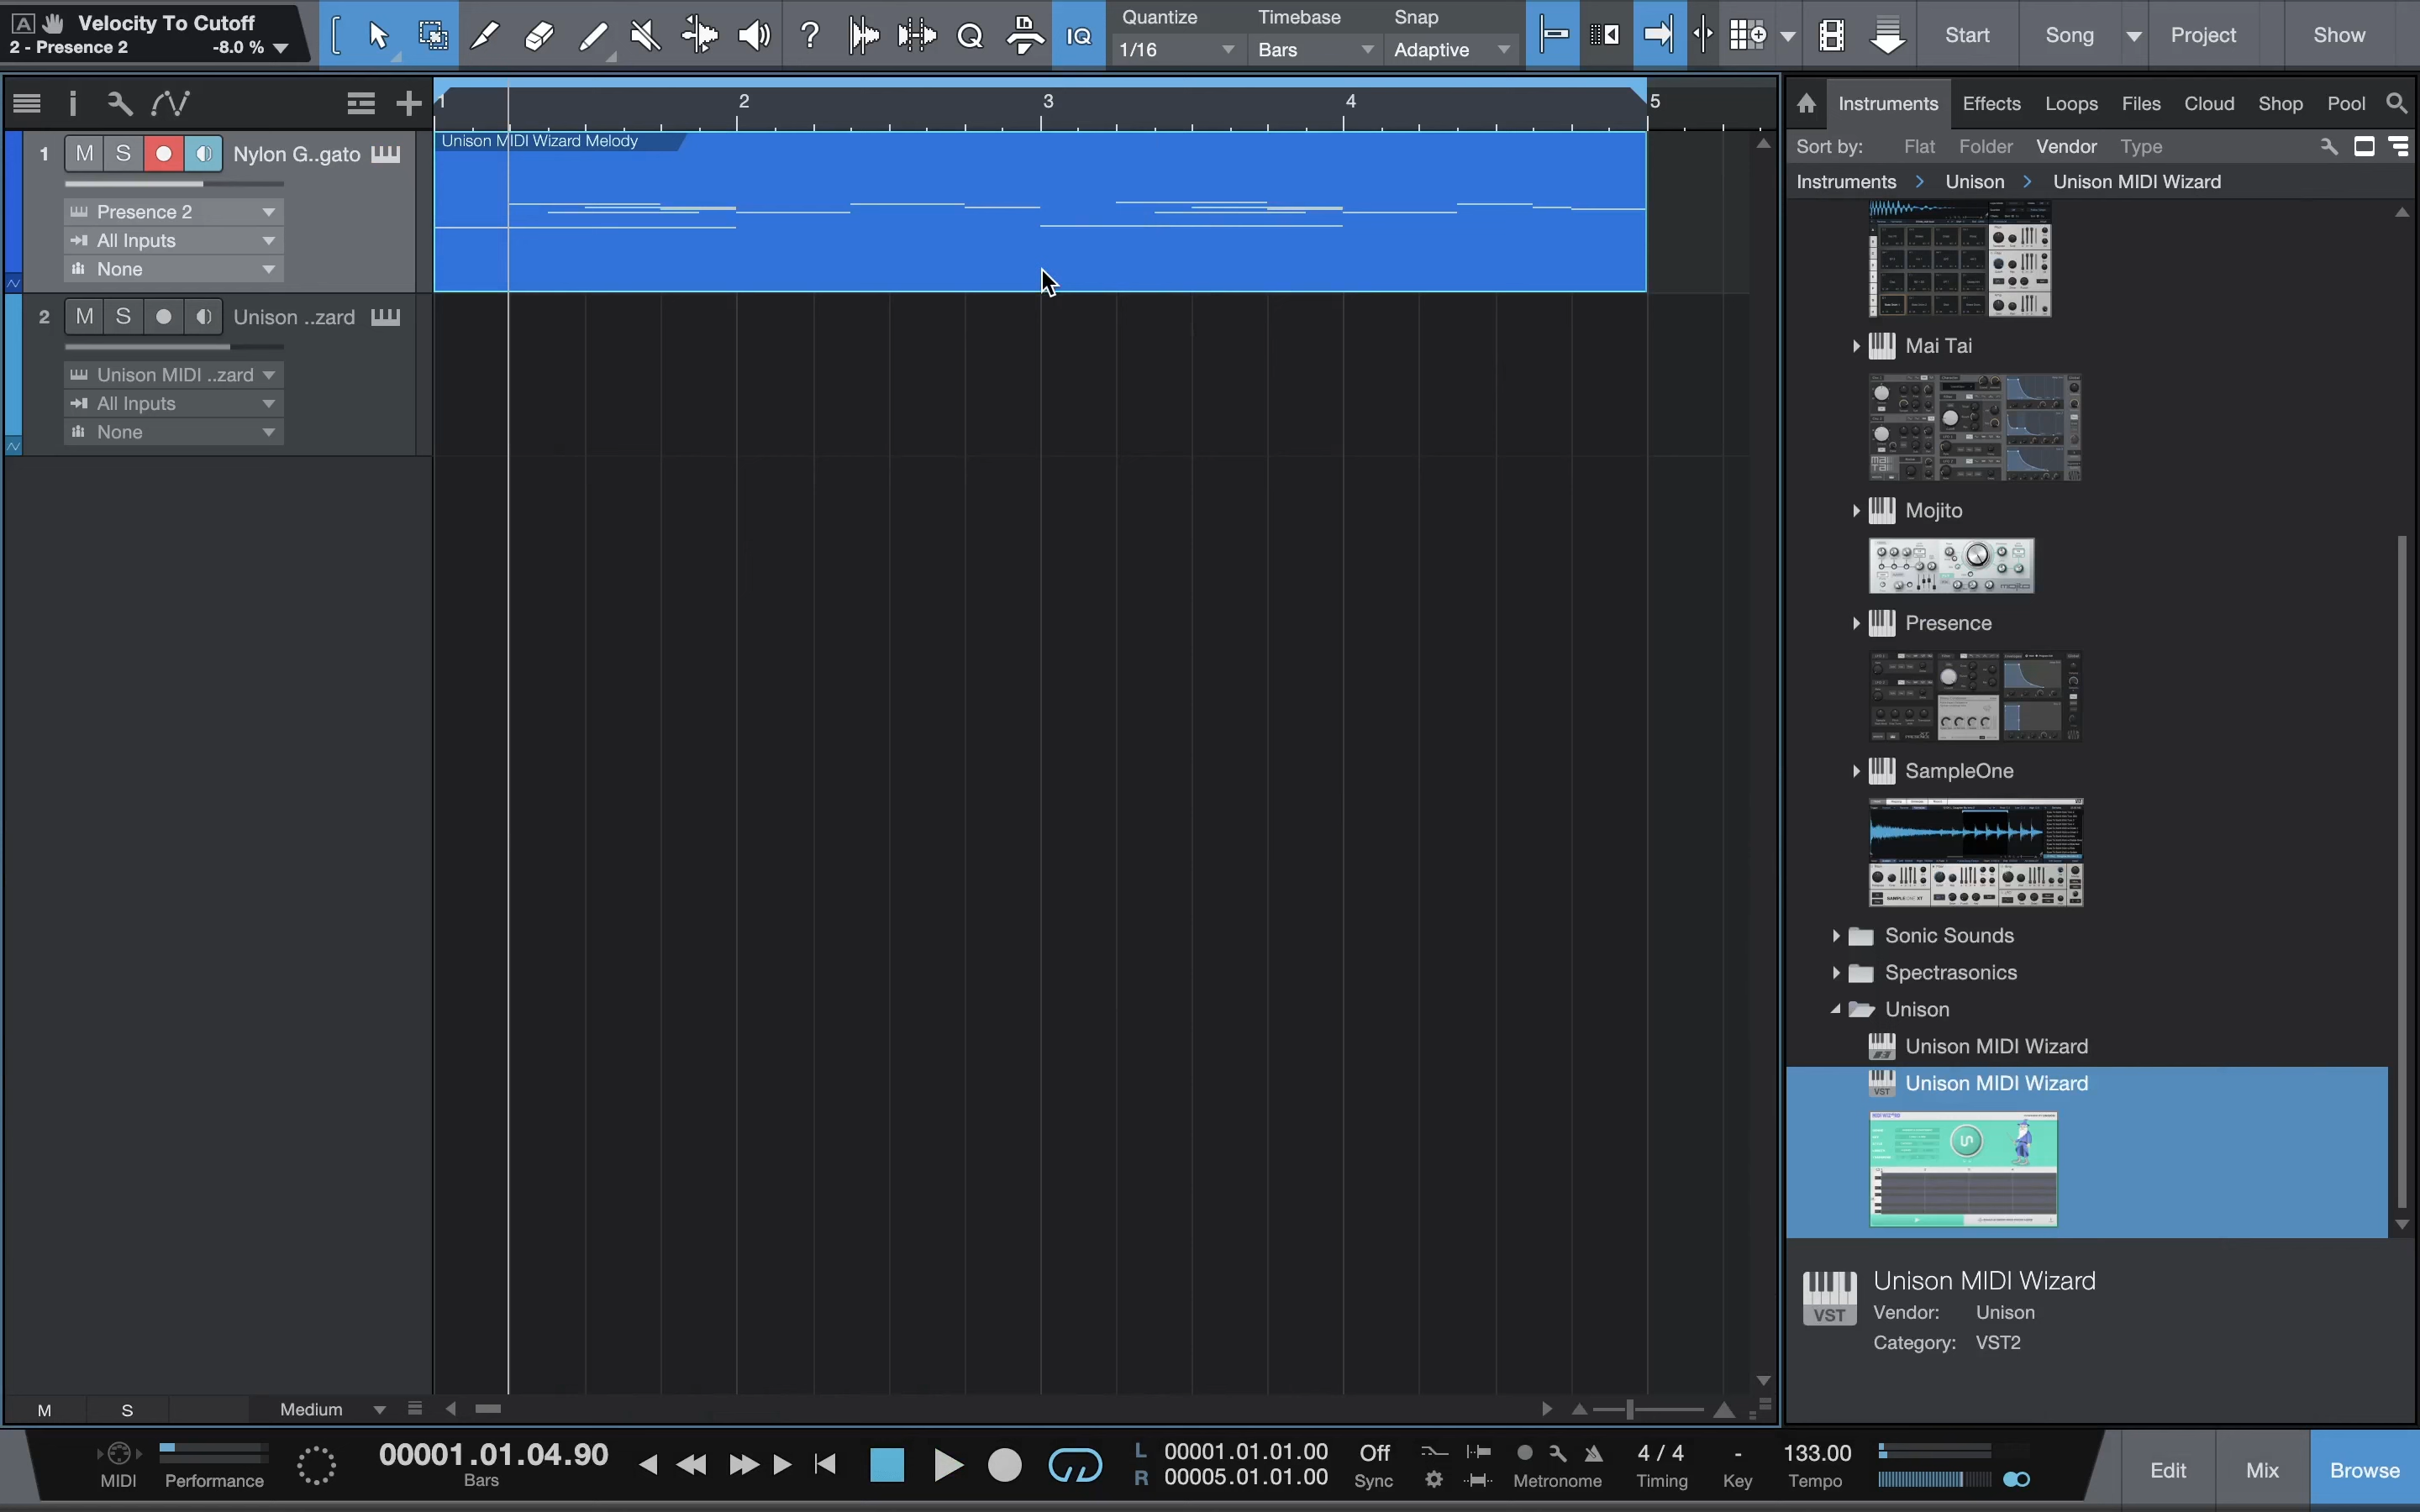 A Velocity To Cutoff
2 - Presence 2 -8.0 %
IQ
Quantize Timebase Snap
1/16 Bars Adaptive
Start Song Project Show
1 2 3 4 5
Instruments Effects Loops Files Cloud Shop Pool
Sort by: Flat Folder Vendor Type
Instruments > Unison > Unison MIDI Wizard
1 M S Nylon G..gato
Presence 2
All Inputs
None
2 M S Unison ..zard
Unison MIDI ..zard
All Inputs
None
Unison MIDI Wizard Melody
Mai Tai
Mojito
Presence
SampleOne
Sonic Sounds
Spectrasonics
Unison
Unison MIDI Wizard
VST Unison MIDI Wizard
VST
Unison MIDI Wizard
Vendor: Unison
Category: VST2
M S Medium
MIDI Performance
00001.01.04.90
Bars
L 00001.01.01.00
R 00005.01.01.00
Off
Sync
Metronome
4 / 4
Timing
-
Key
133.00
Tempo
Edit Mix Browse